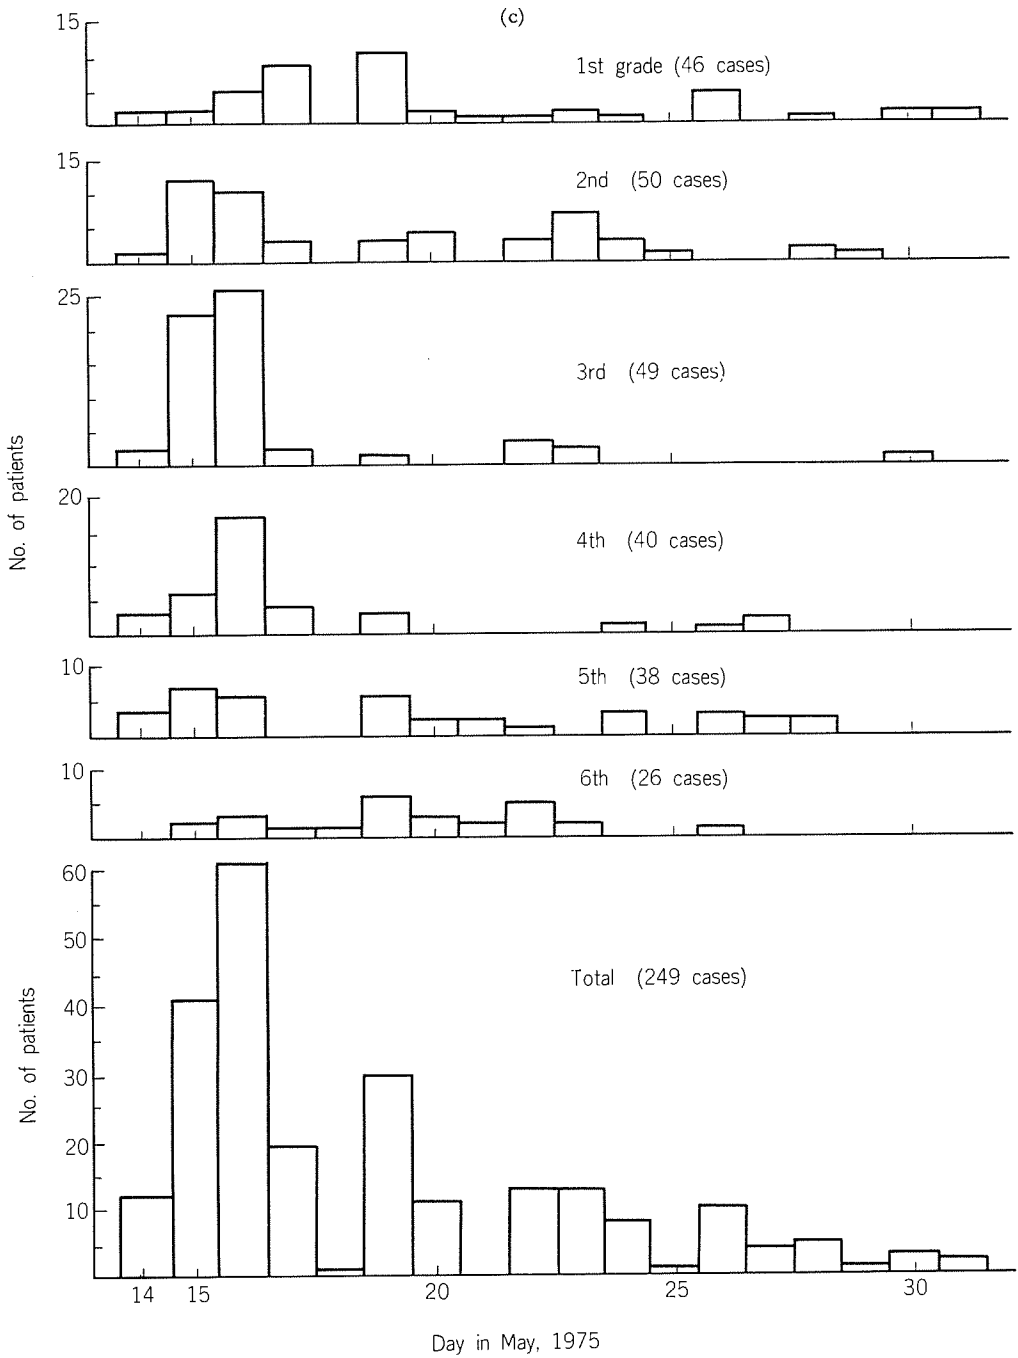 (c)
15
1st grade (46 cases)
15
2nd (50 cases)
25
3rd (49 cases)
No. of patients
20
4th (40 cases)
10
5th (38 cases)
10
6th (26 cases)
60
50
Total (249 cases)
40
No. of patients
30
20
10
14 15 20 25 30
Day in May, 1975